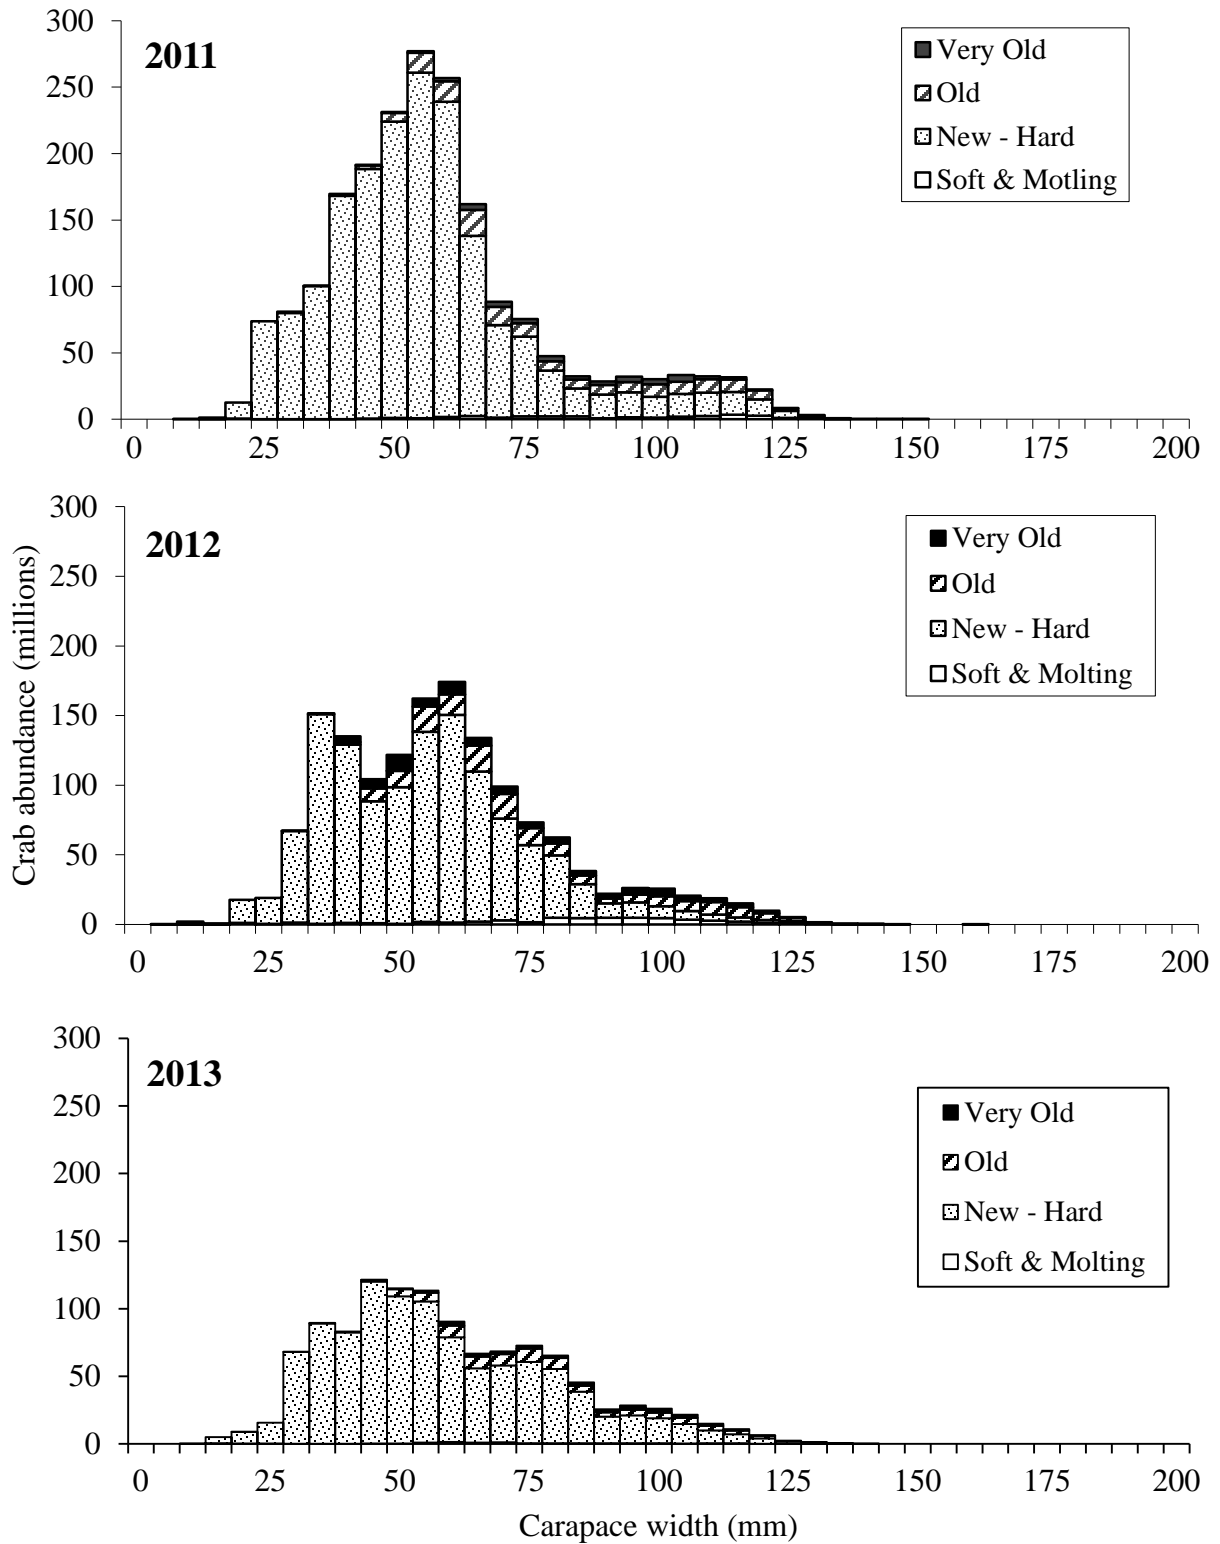 300
250
200
150
100
50
0
2011
Very Old
Old
New - Hard
Soft & Motling
0 25 50 75 100 125 150 175 200
Crab abundance (millions)
300
250
200
150
100
50
0
2012
Very Old
Old
New - Hard
Soft & Molting
0 25 50 75 100 125 150 175 200
300
250
200
150
100
50
0
2013
Very Old
Old
New - Hard
Soft & Molting
0 25 50 75 100 125 150 175 200
Carapace width (mm)